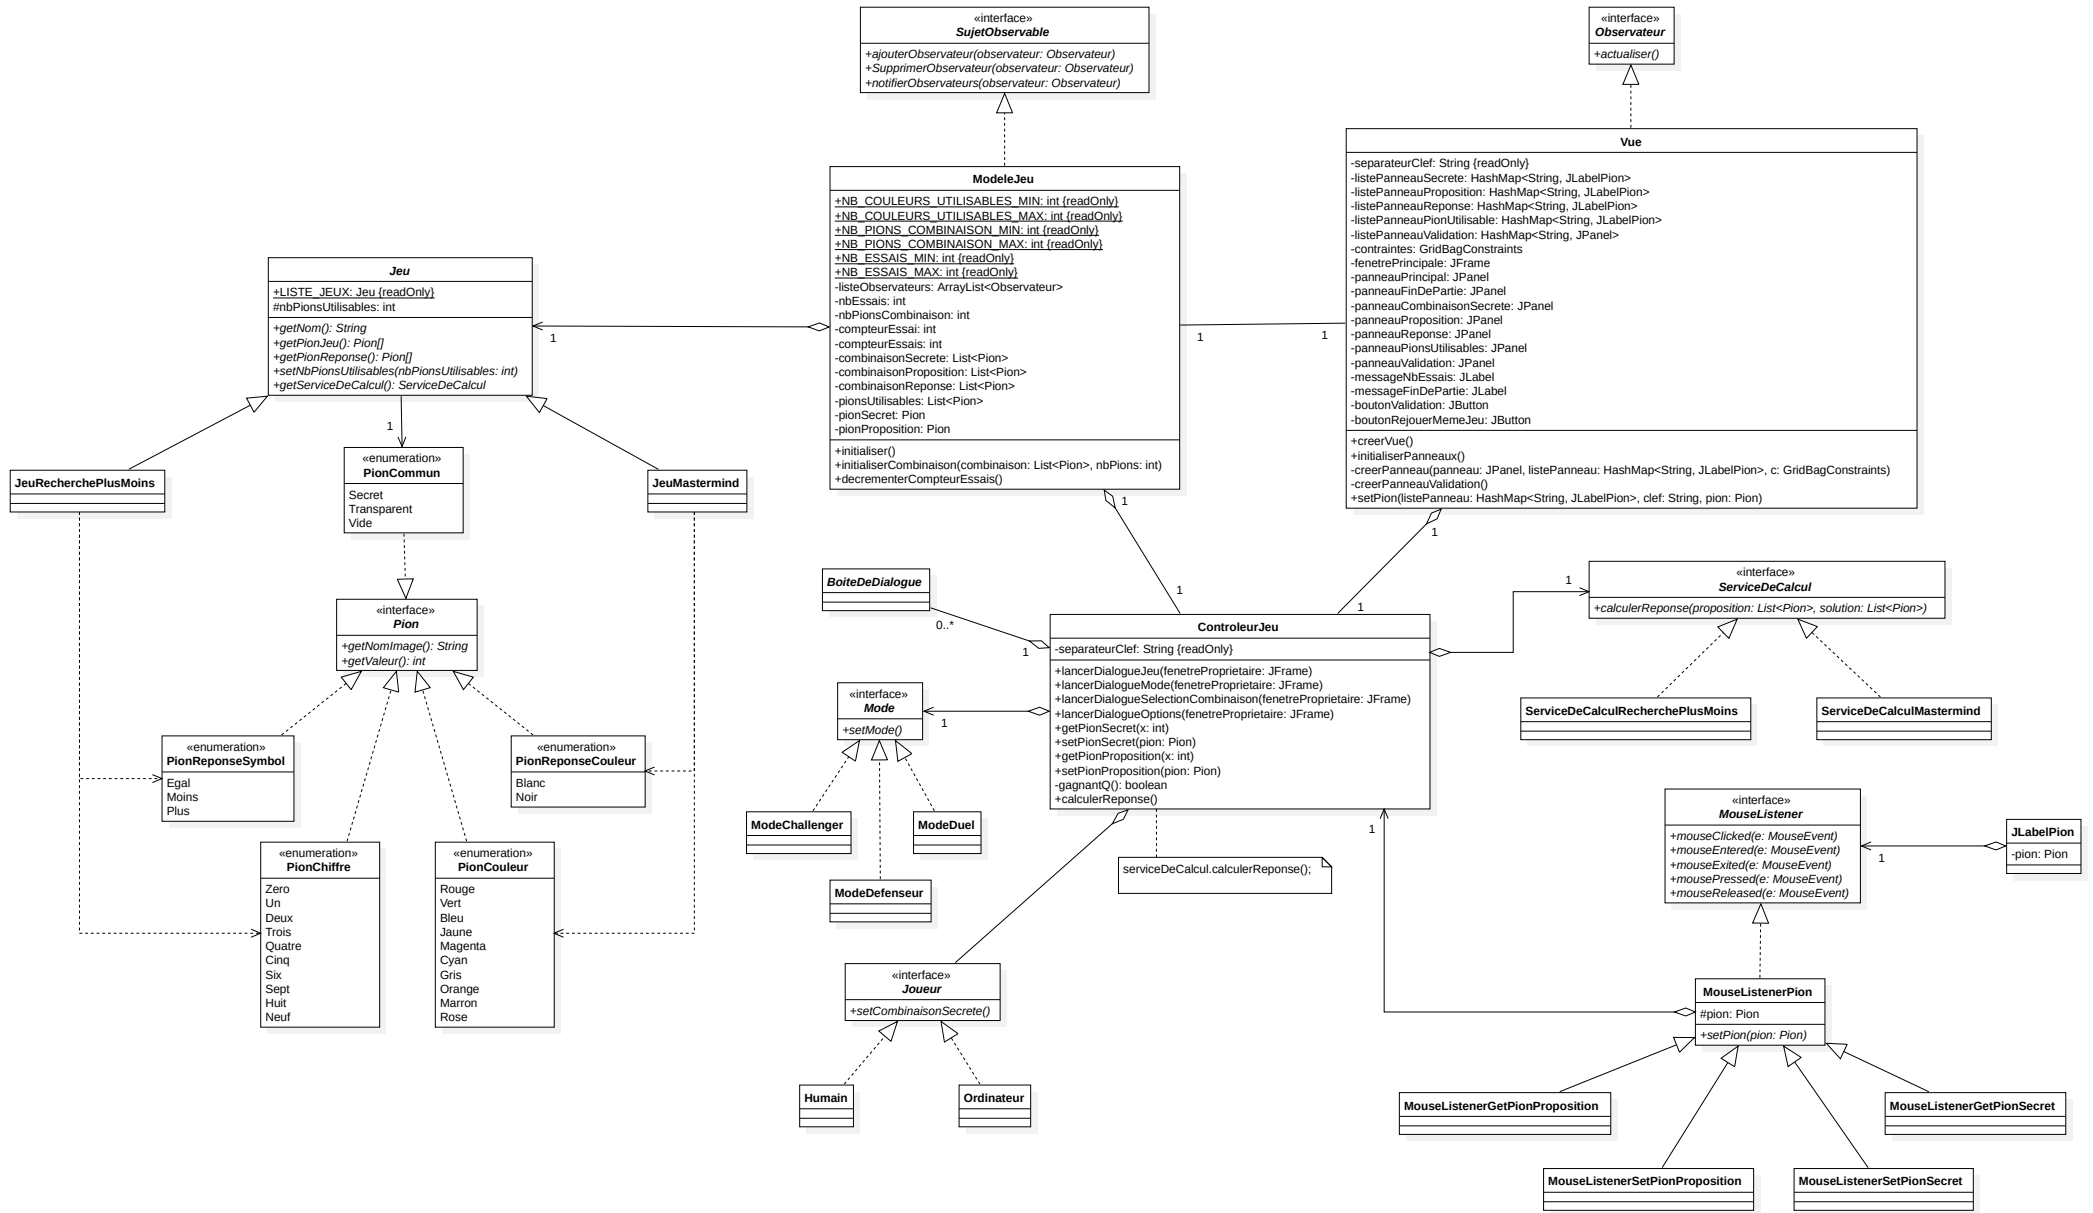 «interface»
SujetObservable
+ajouterObservateur(observateur: Observateur)
+SupprimerObservateur(observateur: Observateur)
+notifierObservateurs(observateur: Observateur)
«interface»
Observateur
+actualiser()
Vue
-separateurClef: String {readOnly}
-listePanneauSecrete: HashMap<String, JLabelPion>
-listePanneauProposition: HashMap<String, JLabelPion>
-listePanneauReponse: HashMap<String, JLabelPion>
-listePanneauPionUtilisable: HashMap<String, JLabelPion>
-listePanneauValidation: HashMap<String, JPanel>
-contraintes: GridBagConstraints
-fenetrePrincipale: JFrame
-panneauPrincipal: JPanel
-panneauFinDePartie: JPanel
-panneauCombinaisonSecrete: JPanel
-panneauProposition: JPanel
-panneauReponse: JPanel
-panneauPionsUtilisables: JPanel
-panneauValidation: JPanel
-messageNbEssais: JLabel
-messageFinDePartie: JLabel
-boutonValidation: JButton
-boutonRejouerMemeJeu: JButton
+creerVue()
+initialiserPanneaux()
-creerPanneau(panneau: JPanel, listePanneau: HashMap<String, JLabelPion>, c: GridBagConstraints)
-creerPanneauValidation()
+setPion(listePanneau: HashMap<String, JLabelPion>, clef: String, pion: Pion)
ModeleJeu
+NB_COULEURS_UTILISABLES_MIN: int {readOnly}
+NB_COULEURS_UTILISABLES_MAX: int {readOnly}
+NB_PIONS_COMBINAISON_MIN: int {readOnly}
+NB_PIONS_COMBINAISON_MAX: int {readOnly}
+NB_ESSAIS_MIN: int {readOnly}
+NB_ESSAIS_MAX: int {readOnly}
-listeObservateurs: ArrayList<Observateur>
-nbEssais: int
-nbPionsCombinaison: int
-compteurEssai: int
-compteurEssais: int
-combinaisonSecrete: List<Pion>
-combinaisonProposition: List<Pion>
-combinaisonReponse: List<Pion>
-pionsUtilisables: List<Pion>
-pionSecret: Pion
-pionProposition: Pion
+initialiser()
+initialiserCombinaison(combinaison: List<Pion>, nbPions: int)
+decrementerCompteurEssais()
1
1
1
Jeu
+LISTE_JEUX: Jeu {readOnly}
#nbPionsUtilisables: int
+getNom(): String
+getPionJeu(): Pion[]
+getPionReponse(): Pion[]
+setNbPionsUtilisables(nbPionsUtilisables: int)
+getServiceDeCalcul(): ServiceDeCalcul
1
JeuRecherchePlusMoins
«enumeration»
PionCommun
Secret
Transparent
Vide
JeuMastermind
«interface»
Pion
+getNomImage(): String
+getValeur(): int
«enumeration»
PionReponseSymbol
Egal
Moins
Plus
«enumeration»
PionReponseCouleur
Blanc
Noir
«enumeration»
PionChiffre
Zero
Un
Deux
Trois
Quatre
Cinq
Six
Sept
Huit
Neuf
«enumeration»
PionCouleur
Rouge
Vert
Bleu
Jaune
Magenta
Cyan
Gris
Orange
Marron
Rose
1
1
1
1
BoiteDeDialogue
0..*
1
ControleurJeu
-separateurClef: String {readOnly}
+lancerDialogueJeu(fenetreProprietaire: JFrame)
+lancerDialogueMode(fenetreProprietaire: JFrame)
+lancerDialogueSelectionCombinaison(fenetreProprietaire: JFrame)
+lancerDialogueOptions(fenetreProprietaire: JFrame)
+getPionSecret(x: int)
+setPionSecret(pion: Pion)
+getPionProposition(x: int)
+setPionProposition(pion: Pion)
-gagnantQ(): boolean
+calculerReponse()
1
«interface»
ServiceDeCalcul
+calculerReponse(proposition: List<Pion>, solution: List<Pion>)
ServiceDeCalculRecherchePlusMoins
ServiceDeCalculMastermind
«interface»
Mode
+setMode()
1
ModeChallenger
ModeDuel
ModeDefenseur
serviceDeCalcul.calculerReponse();
1
«interface»
MouseListener
+mouseClicked(e: MouseEvent)
+mouseEntered(e: MouseEvent)
+mouseExited(e: MouseEvent)
+mousePressed(e: MouseEvent)
+mouseReleased(e: MouseEvent)
1
JLabelPion
-pion: Pion
«interface»
Joueur
+setCombinaisonSecrete()
Humain
Ordinateur
MouseListenerPion
#pion: Pion
+setPion(pion: Pion)
MouseListenerGetPionProposition
MouseListenerGetPionSecret
MouseListenerSetPionProposition
MouseListenerSetPionSecret